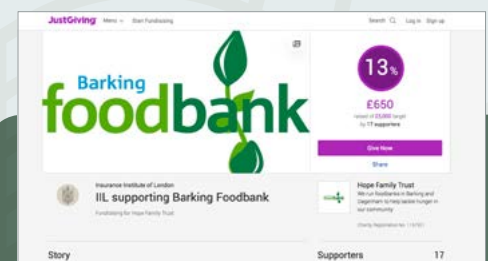 JustGiving Menu Start Fundraising Search Log in Sign up
Barking
foodbank
13%
£650
raised of £5,000 target
by 17 supporters
Give Now
Share
Insurance Institute of London
IIL supporting Barking Foodbank
Fundraising for Hope Family Trust
Hope Family Trust
We run foodbanks in Barking and
Dagenham to help tackle hunger in
our community
Charity Registration No.
Story
Supporters 17